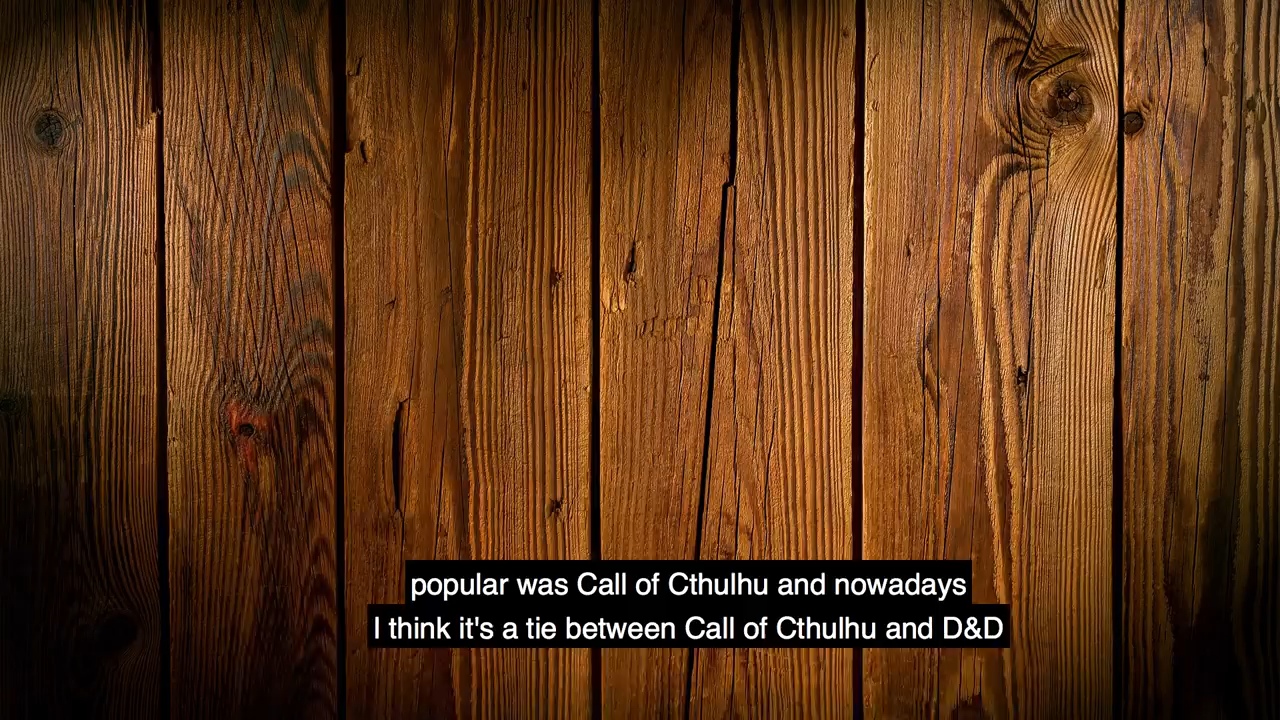 popular was Call of Cthulhu and nowadays
I think it's a tie between Call of Cthulhu and D&D